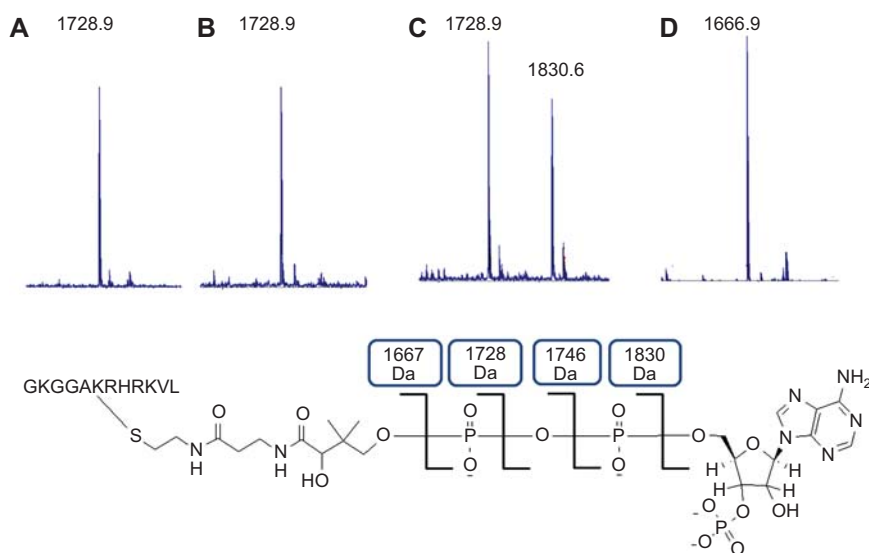 A 1728.9 B 1728.9 C 1728.9 D 1666.9
1830.6
1667 Da 1728 Da 1746 Da 1830 Da
GKGGAKRHRKVL
S N H O N H O HO O P O O- O P O O- O O N N N N NH2 H H H H O OH O P O O- O-